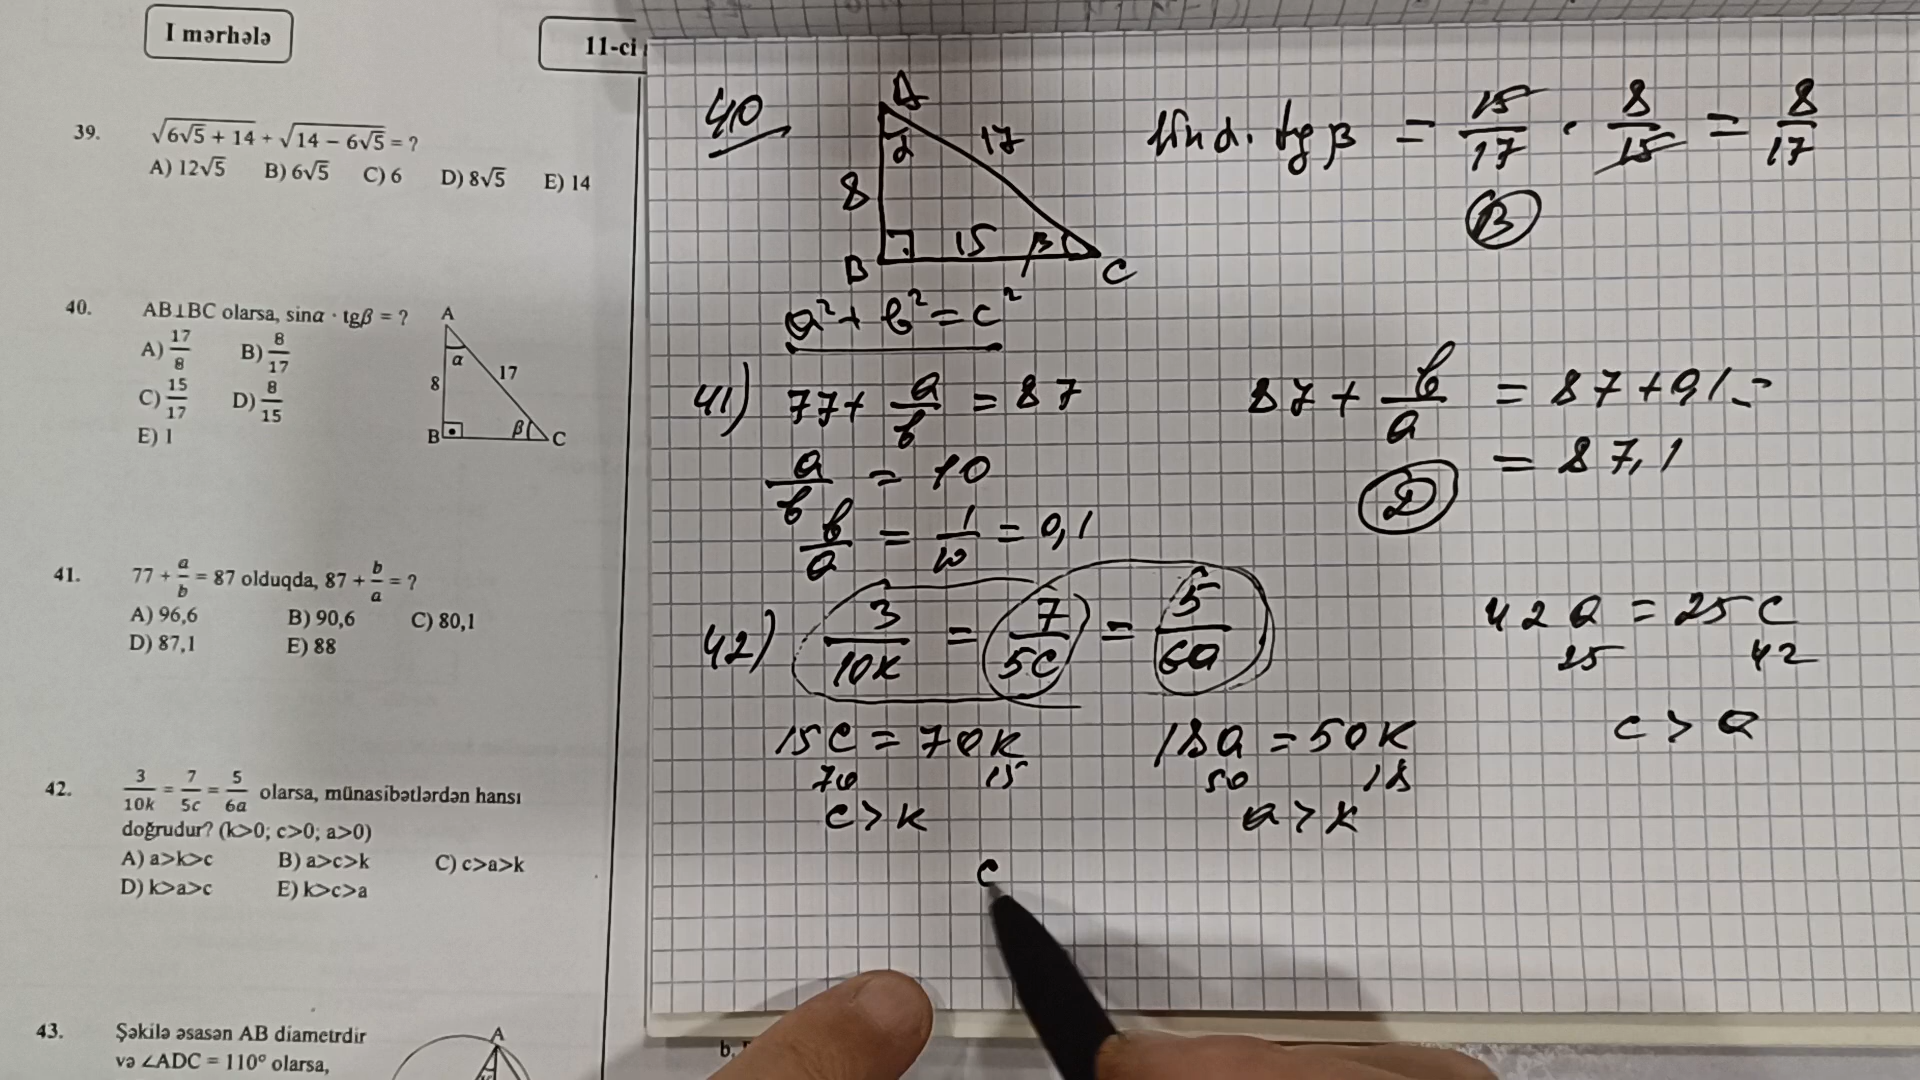 I mərhələ
11-ci
39. √(6√5 + 14) + √(14 − 6√5) = ?
A) 12√5 B) 6√5 C) 6 D) 8√5 E) 14
40. AB⊥BC olarsa, sinα · tgβ = ?
A) 17/8 B) 8/17
C) 15/17 D) 8/15
E) 1
A
α
8 17
B β C
41. 77 + a/b = 87 olduqda, 87 + b/a = ?
A) 96,6 B) 90,6 C) 80,1
D) 87,1 E) 88
42. 3/10k = 7/5c = 5/6a olarsa, münasibətlərdən hansı
doğrudur? (k>0; c>0; a>0)
A) a>k>c B) a>c>k C) c>a>k
D) k>a>c E) k>c>a
43. Şəkilə əsasən AB diametrdir
və ∠ADC = 110° olarsa,
A
40
A
α 17
8
B 15 β C
sinα · tgβ = 15/17 · 8/15 = 8/17
B
a² + b² = c²
41) 77 + a/b = 87
a/b = 10
b/a = 1/10 = 0,1
87 + b/a = 87 + 0,1 =
= 87,1
D
42) 3/10k = 7/5c = 5/6a
15c = 70k
70 15
c > k
18a = 50k
50 18
a > k
42a = 25c
25 42
c > a
c
b.